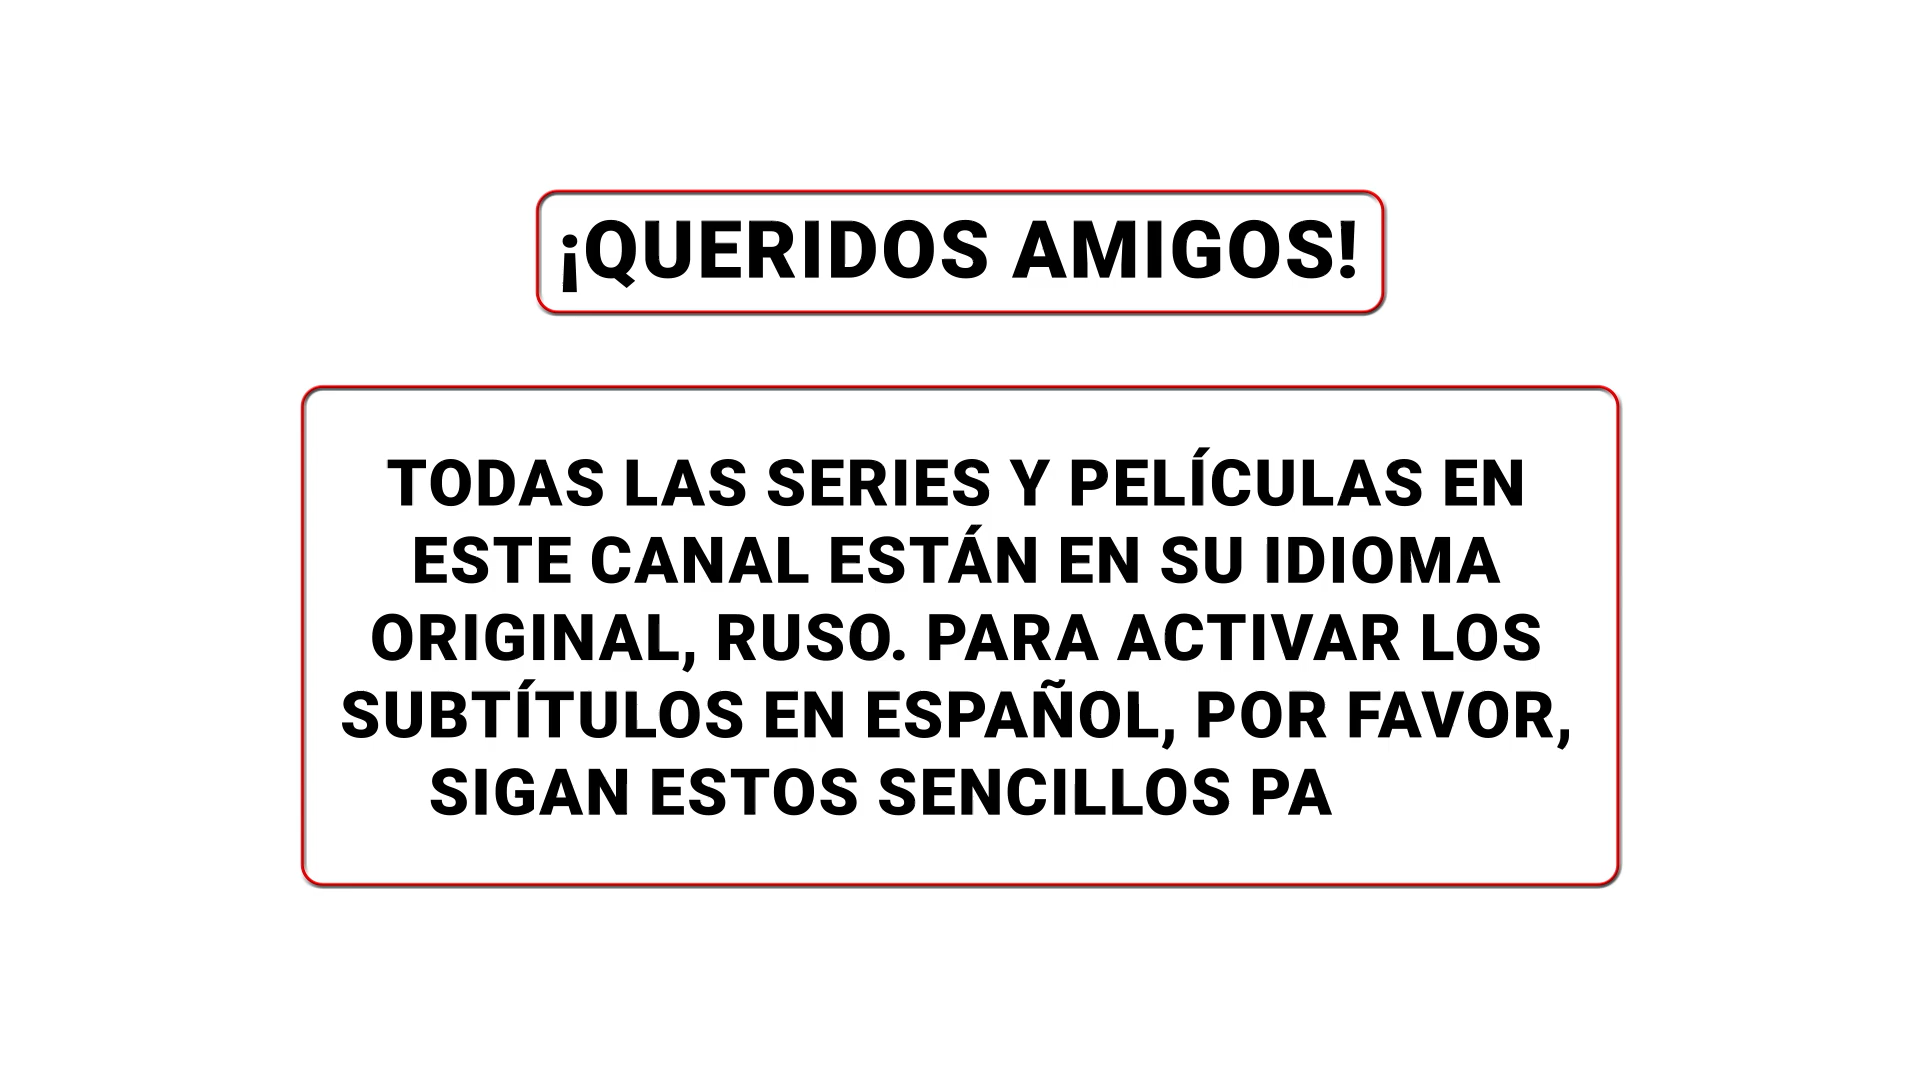 ¡QUERIDOS AMIGOS!
TODAS LAS SERIES Y PELÍCULAS EN
ESTE CANAL ESTÁN EN SU IDIOMA
ORIGINAL, RUSO. PARA ACTIVAR LOS
SUBTÍTULOS EN ESPAÑOL, POR FAVOR,
SIGAN ESTOS SENCILLOS PA